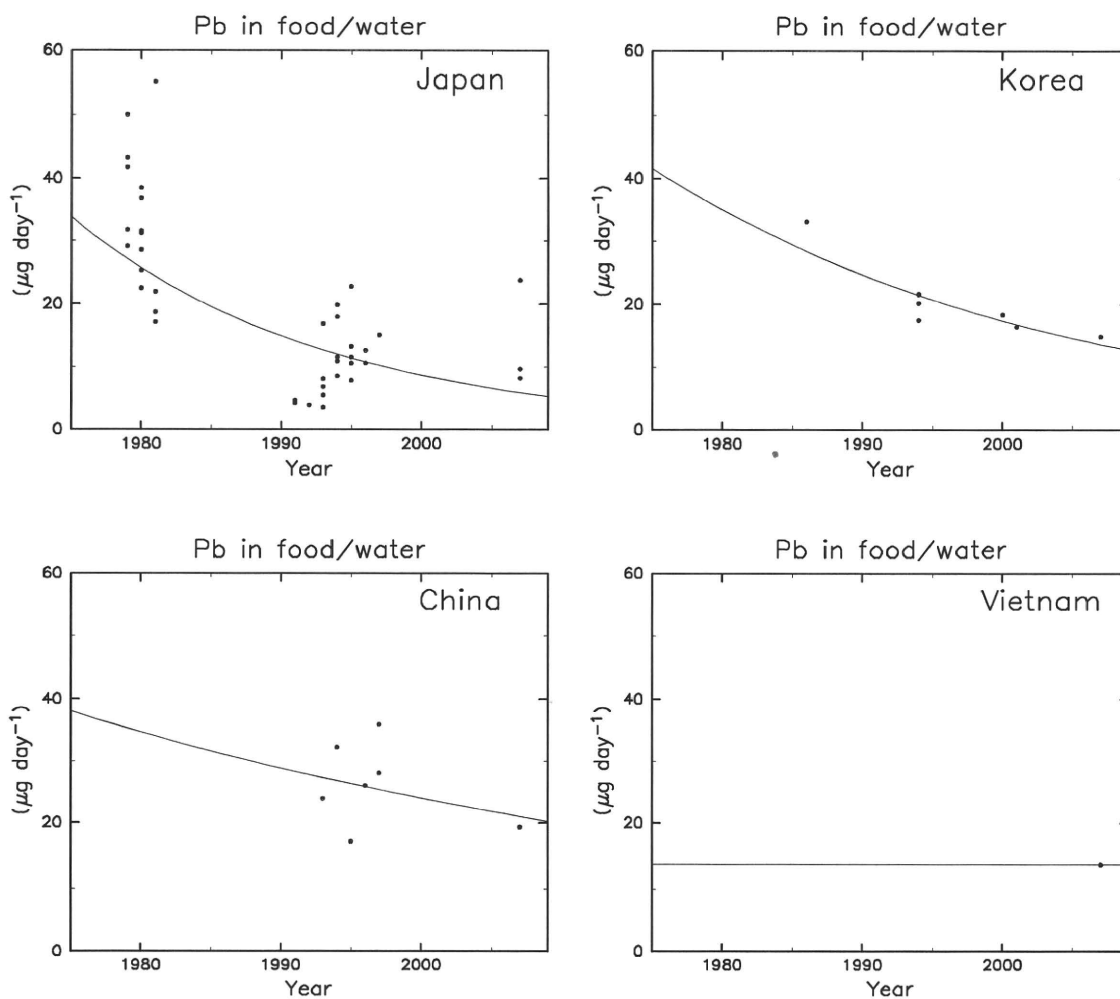 Pb in food/water
Japan
60
40
20
0
(μg day⁻¹)
1980 1990 2000
Year
Pb in food/water
Korea
60
40
20
0
(μg day⁻¹)
1980 1990 2000
Year
Pb in food/water
China
60
40
20
0
(μg day⁻¹)
1980 1990 2000
Year
Pb in food/water
Vietnam
60
40
20
0
(μg day⁻¹)
1980 1990 2000
Year